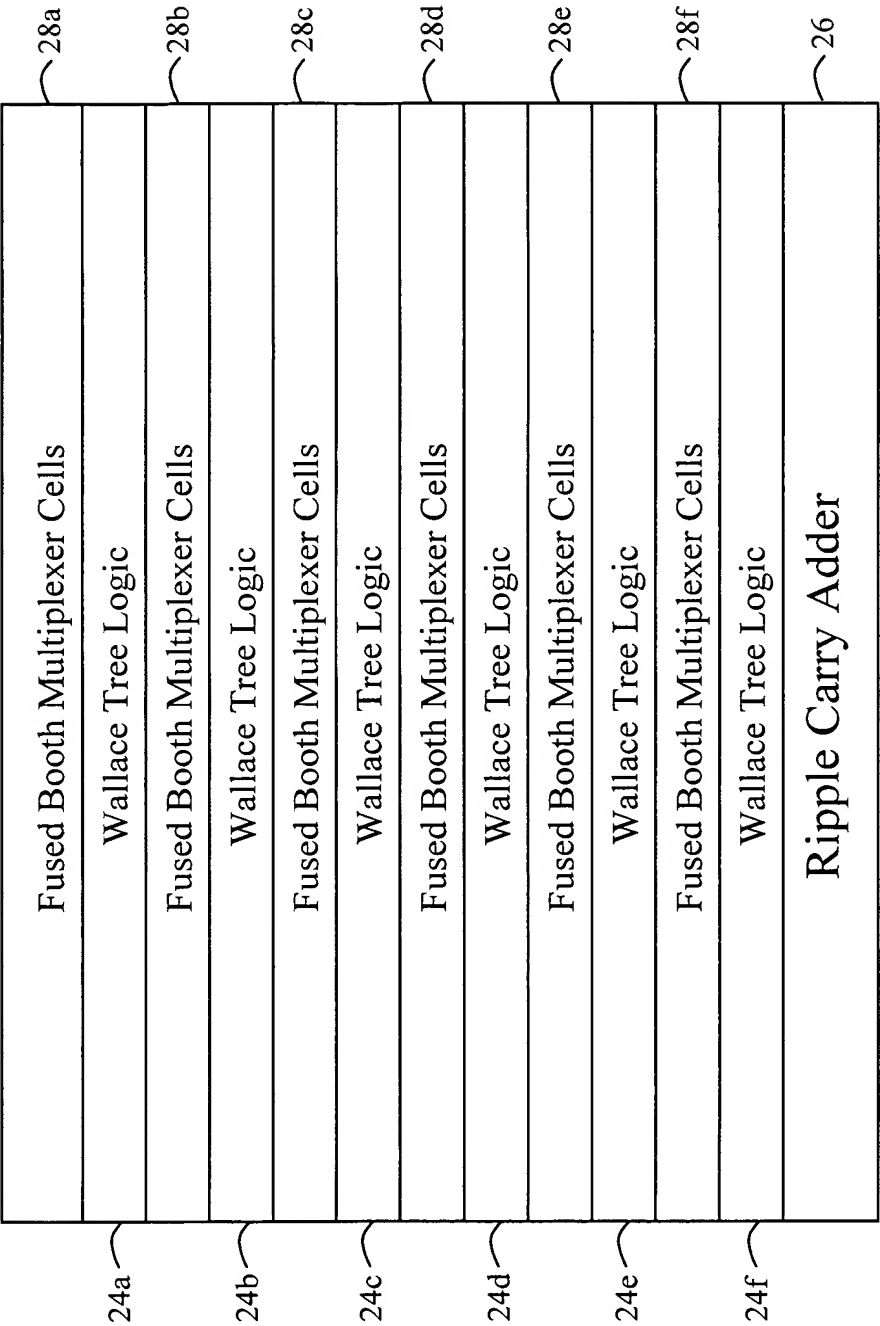 Fused Booth Multiplexer Cells 28a
24a Wallace Tree Logic
Fused Booth Multiplexer Cells 28b
24b Wallace Tree Logic
Fused Booth Multiplexer Cells 28c
24c Wallace Tree Logic
Fused Booth Multiplexer Cells 28d
24d Wallace Tree Logic
Fused Booth Multiplexer Cells 28e
24e Wallace Tree Logic
Fused Booth Multiplexer Cells 28f
24f Wallace Tree Logic
Ripple Carry Adder 26